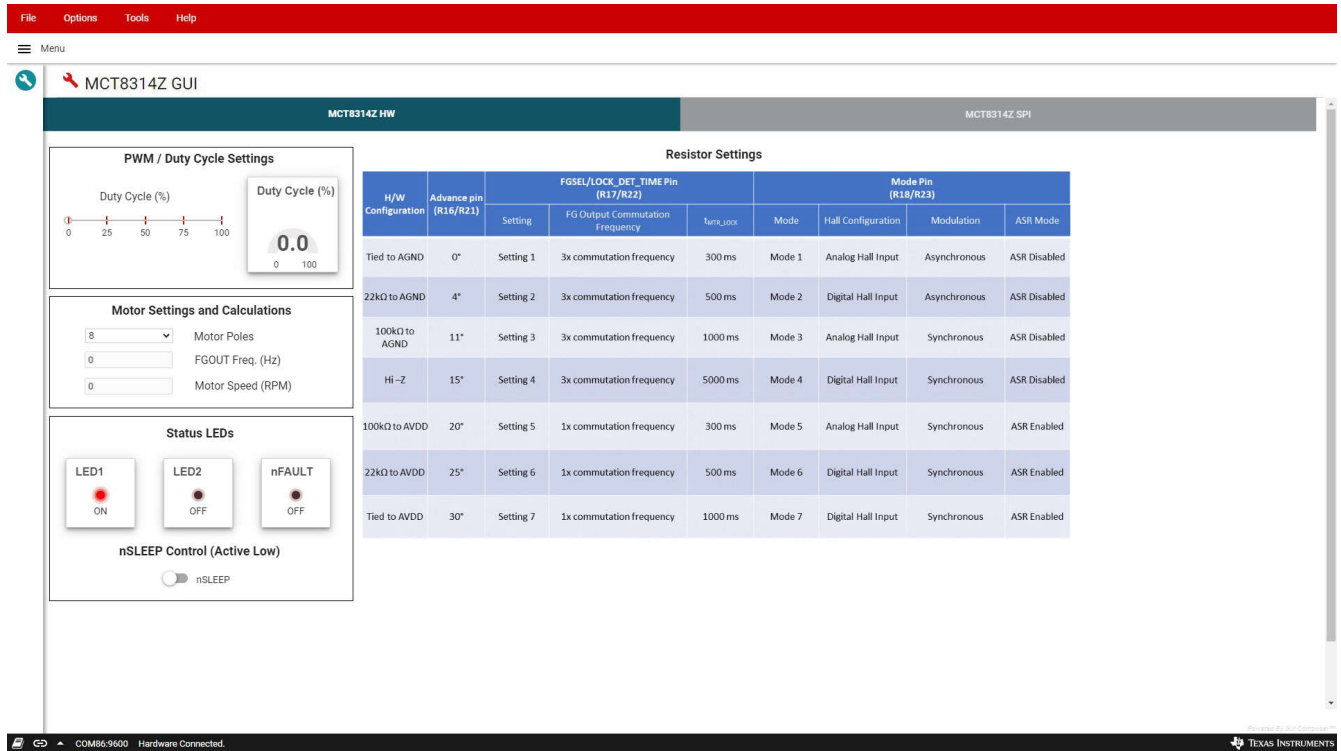 File Options Tools Help
Menu
MCT8314Z GUI
MCT8314Z HW MCT8314Z SPI
PWM / Duty Cycle Settings
Duty Cycle (%)
0 25 50 75 100
Duty Cycle (%)
0.0
0 100
Motor Settings and Calculations
8 Motor Poles
0 FGOUT Freq. (Hz)
0 Motor Speed (RPM)
Status LEDs
LED1 LED2 nFAULT
ON OFF OFF
nSLEEP Control (Active Low)
nSLEEP
Resistor Settings
H/W Configuration Advance pin (R16/R21) FGSEL/LOCK_DET_TIME Pin (R17/R22) Mode Pin (R18/R23)
Setting FG Output Commutation Frequency tMTR_LOCK Mode Hall Configuration Modulation ASR Mode
Tied to AGND 0° Setting 1 3x commutation frequency 300 ms Mode 1 Analog Hall Input Asynchronous ASR Disabled
22kΩ to AGND 4° Setting 2 3x commutation frequency 500 ms Mode 2 Digital Hall Input Asynchronous ASR Disabled
100kΩ to AGND 11° Setting 3 3x commutation frequency 1000 ms Mode 3 Analog Hall Input Synchronous ASR Disabled
Hi–Z 15° Setting 4 3x commutation frequency 5000 ms Mode 4 Digital Hall Input Synchronous ASR Disabled
100kΩ to AVDD 20° Setting 5 1x commutation frequency 300 ms Mode 5 Analog Hall Input Synchronous ASR Enabled
22kΩ to AVDD 25° Setting 6 1x commutation frequency 500 ms Mode 6 Digital Hall Input Synchronous ASR Enabled
Tied to AVDD 30° Setting 7 1x commutation frequency 1000 ms Mode 7 Digital Hall Input Synchronous ASR Enabled
Powered By GUI Composer™
COM86:9600 Hardware Connected. TEXAS INSTRUMENTS